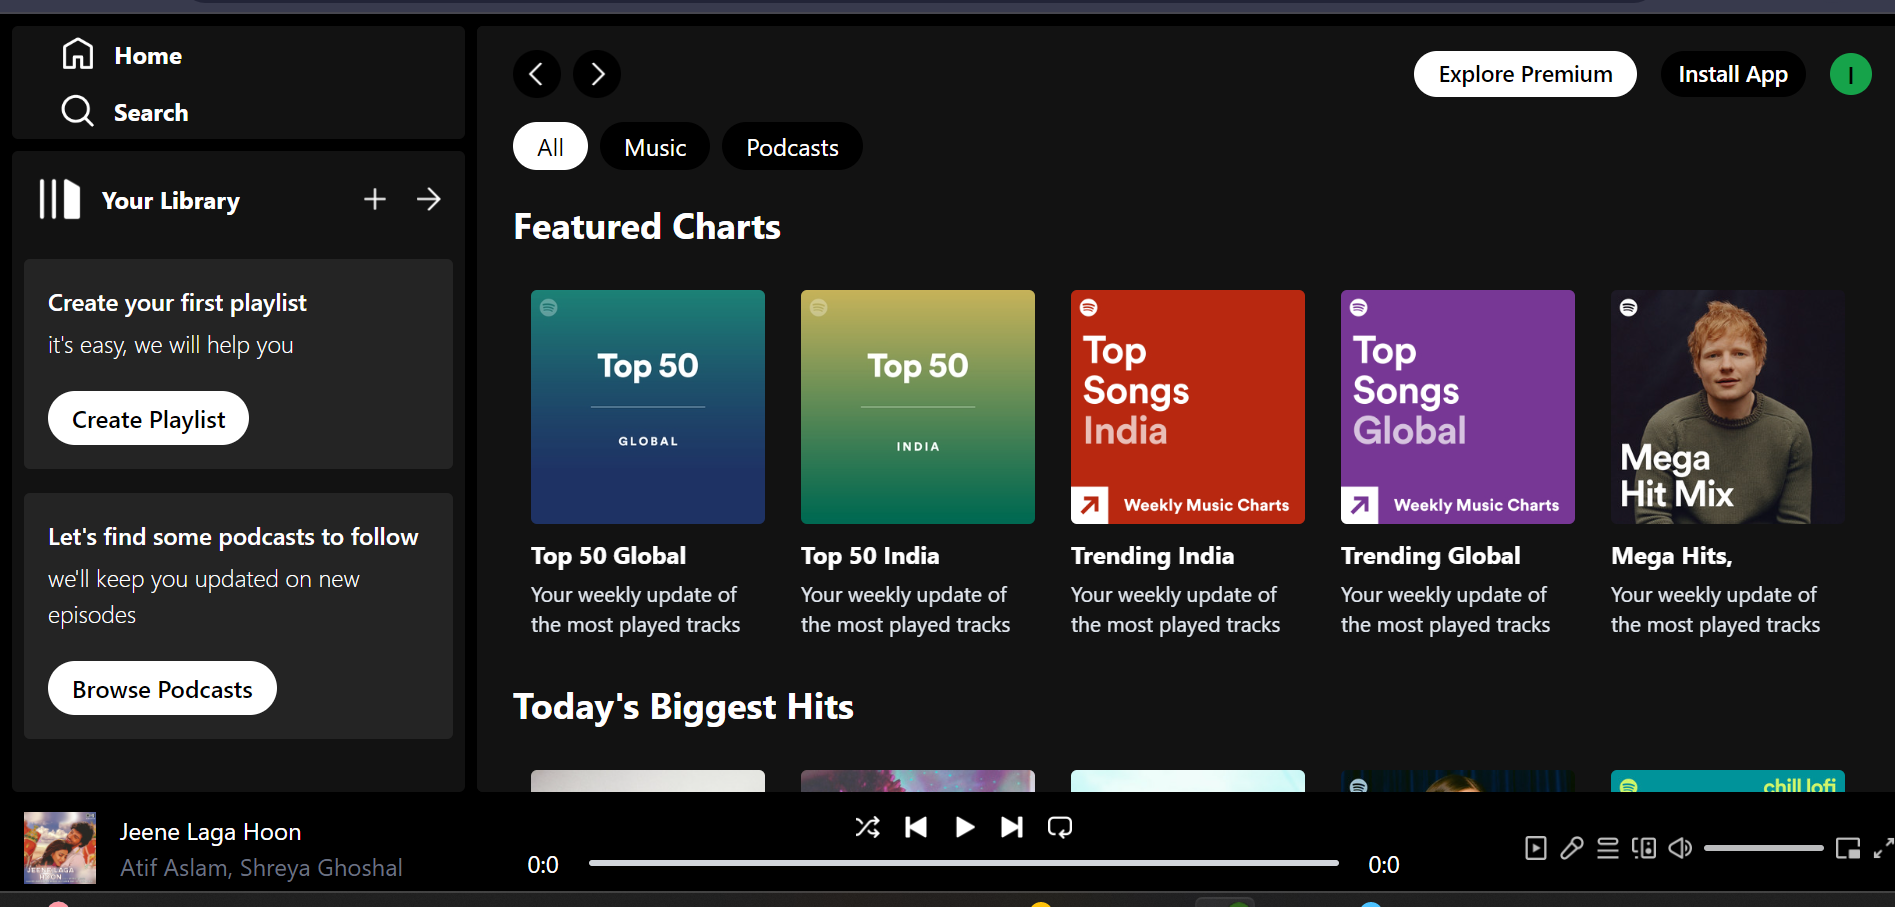 Home
Search
Your Library
Create your first playlist
it's easy, we will help you
Create Playlist
Let's find some podcasts to follow
we'll keep you updated on new
episodes
Browse Podcasts
Explore Premium
Install App
I
All
Music
Podcasts
Featured Charts
Top 50
GLOBAL
Top 50 Global
Your weekly update of
the most played tracks
Top 50
INDIA
Top 50 India
Your weekly update of
the most played tracks
Top
Songs
India
Weekly Music Charts
Trending India
Your weekly update of
the most played tracks
Top
Songs
Global
Weekly Music Charts
Trending Global
Your weekly update of
the most played tracks
Mega
Hit Mix
Mega Hits,
Your weekly update of
the most played tracks
Today's Biggest Hits
chill lofi
JEENE LAGA
HOON
Jeene Laga Hoon
Atif Aslam, Shreya Ghoshal
0:0
0:0